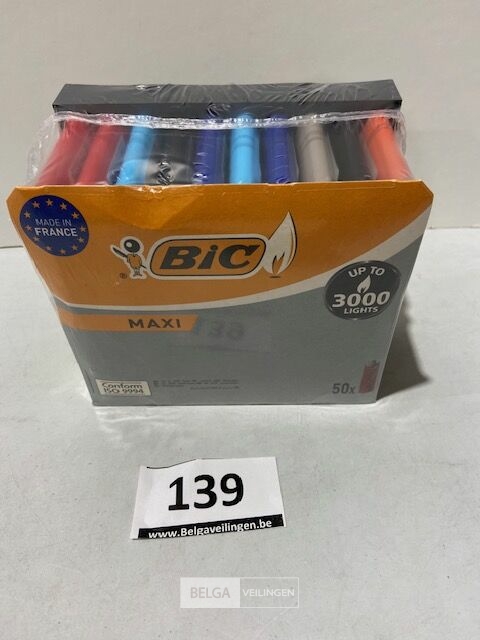 MADE IN
FRANCE
BiC
®
UP TO
3000
LIGHTS
MAXI
139
Conform
ISO 9994
50x
139
www.Belgaveilingen.be
BELGA VEILINGEN